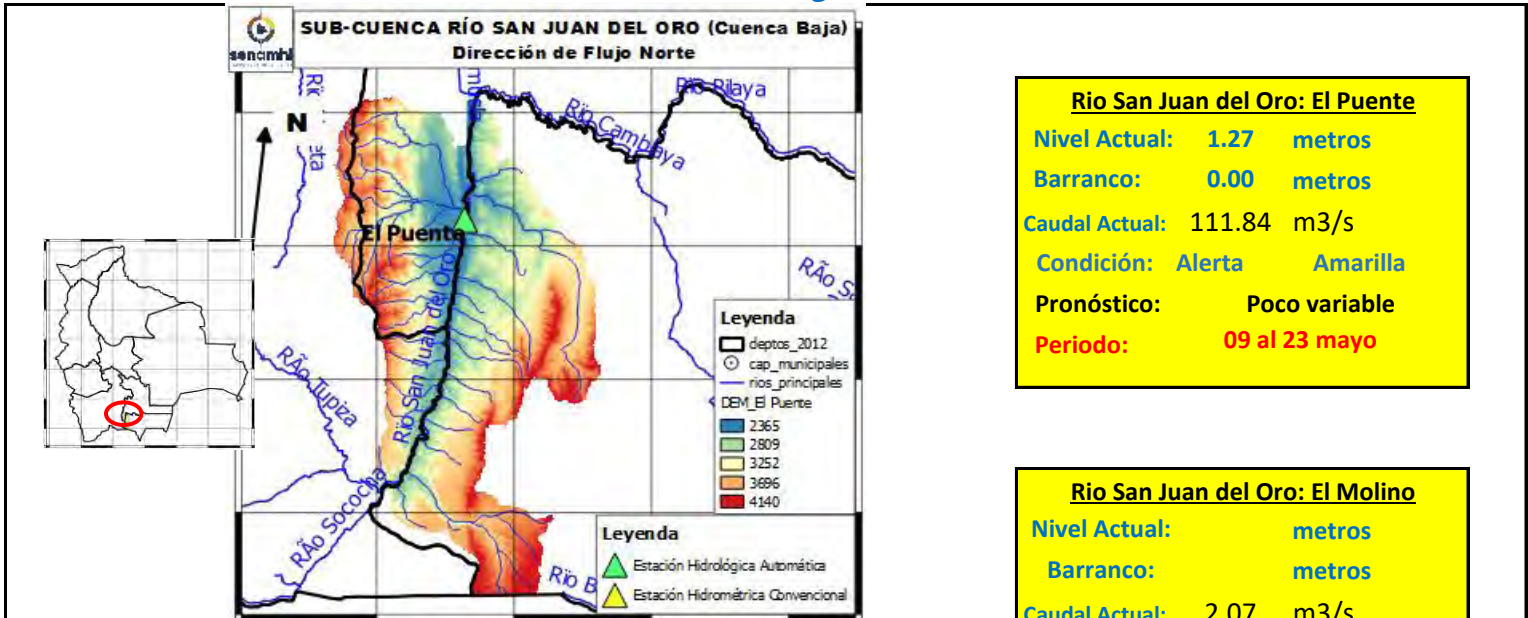 SUB-CUENCA RÍO SAN JUAN DEL ORO (Cuenca Baja)
Dirección de Flujo Norte
senamhi
N
Río Pilaya
Río Camblaya
El Puente
Río San Juan del Oro
RÃo Tupiza
RÃo Sococha
RÃo S
Río B
Leyenda
deptos_2012
cap_municipales
rios_principales
DEM_El Puente
2365
2809
3252
3696
4140
Leyenda
Estación Hidrológica Automática
Estación Hidrométrica Convencional
Rio San Juan del Oro: El Puente
Nivel Actual: 1.27 metros
Barranco: 0.00 metros
Caudal Actual: 111.84 m3/s
Condición: Alerta Amarilla
Pronóstico: Poco variable
Periodo: 09 al 23 mayo
Rio San Juan del Oro: El Molino
Nivel Actual: metros
Barranco: metros
Caudal Actual: 2.07 m3/s